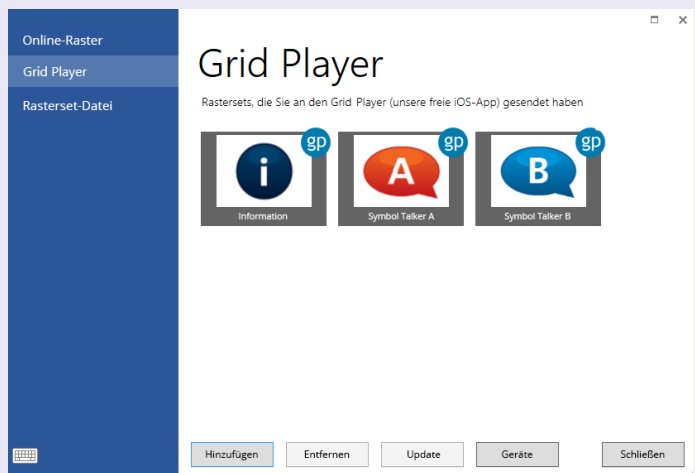 Online-Raster
Grid Player
Rasterset-Datei
Grid Player
Rastersets, die Sie an den Grid Player (unsere freie iOS-App) gesendet haben
gp gp gp
i A B
Information Symbol Talker A Symbol Talker B
Hinzufügen Entfernen Update Geräte Schließen